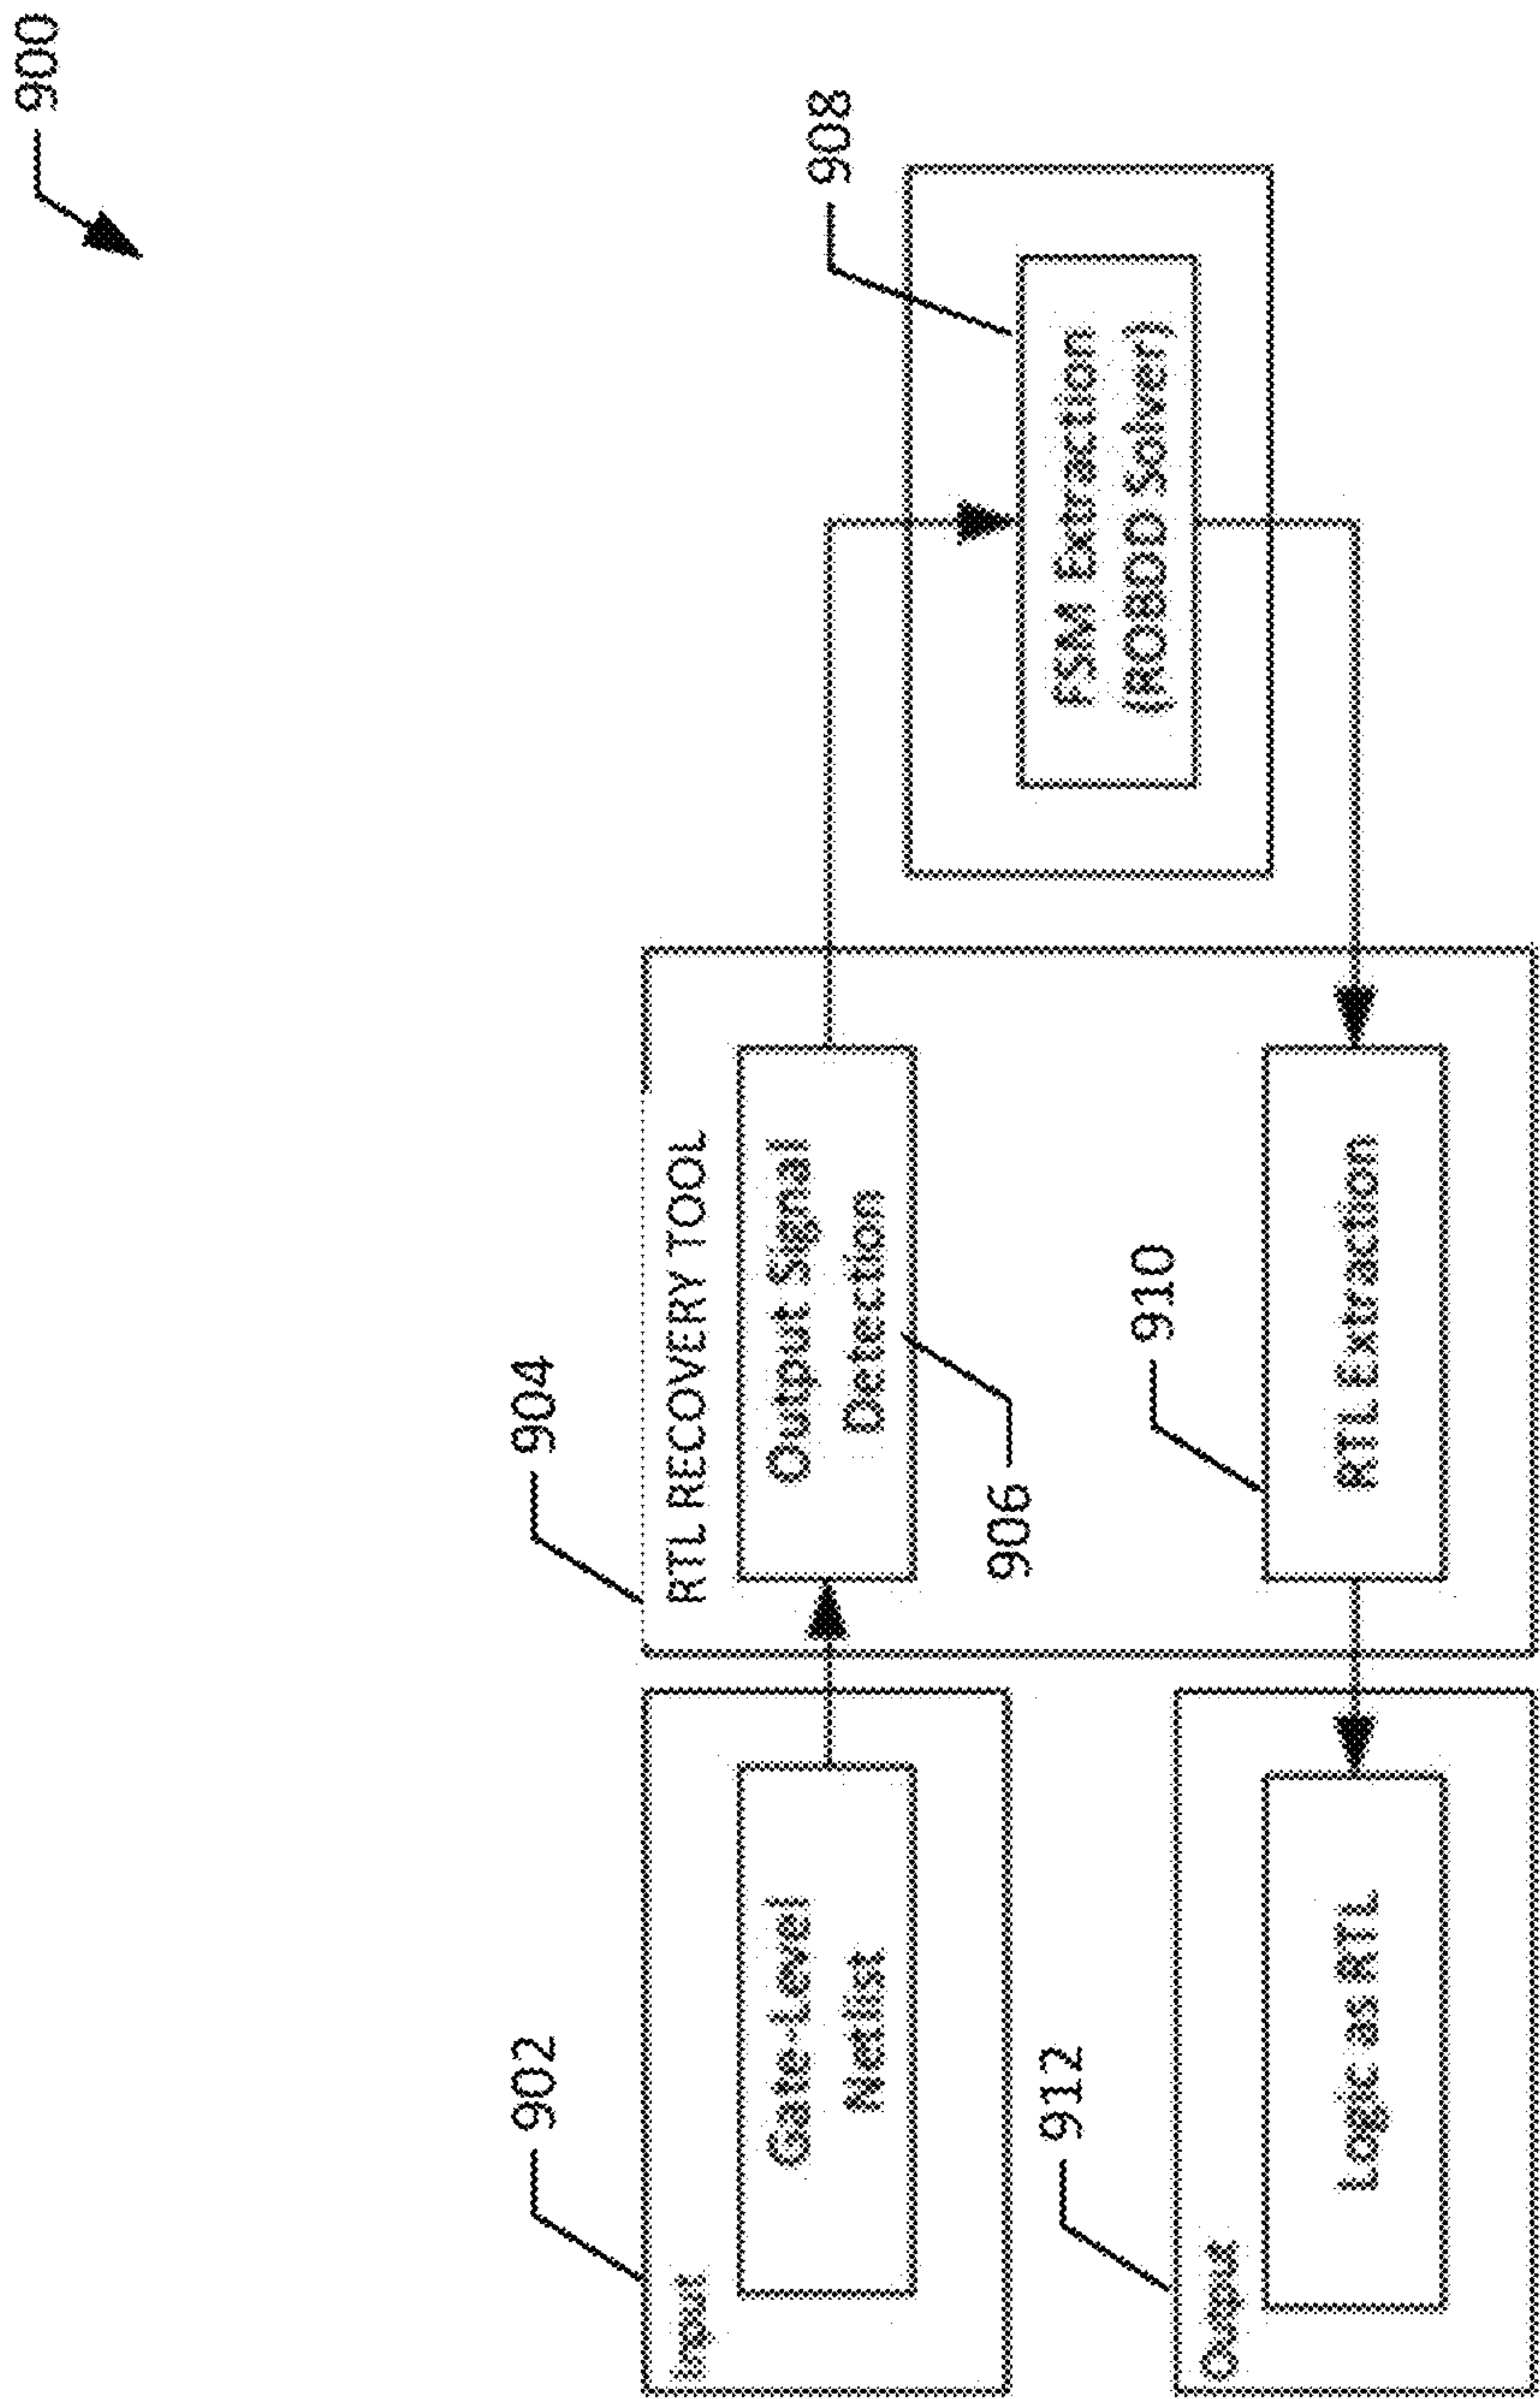 900
902
Input
Gate-Level
Netlist
904
RTL RECOVERY TOOL
Output Signal
Detection
906
908
FSM Extraction
(ROBDD Solver)
910
RTL Extraction
912
Output
Logic as RTL